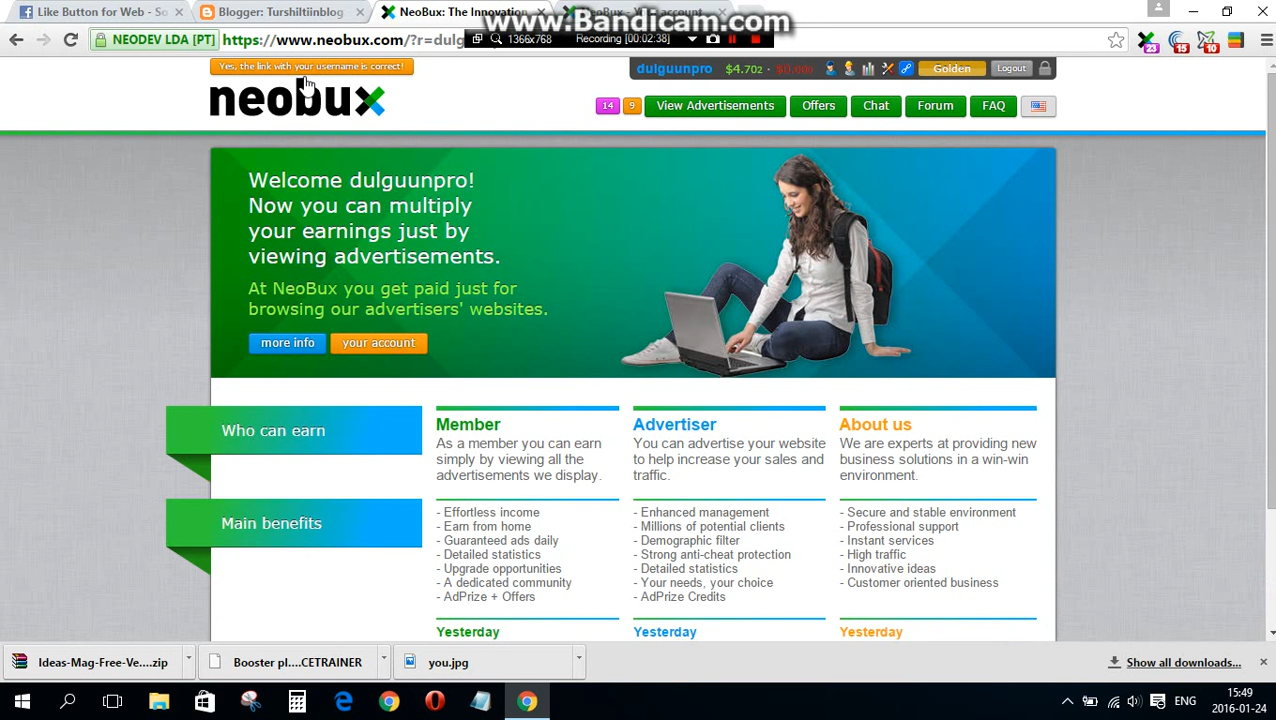 Like Button for Web - So
Blogger: Turshiltiinblog
NeoBux: The Innovation
www.Bandicam.com
NEODEV LDA [PT]
https://www.neobux.com/?r=dulg
1366x768
Recording [00:02:38]
23
15
10
Yes, the link with your username is correct!
dulguunpro
$4.702
$0.000
Golden
Logout
neobux
14
9
View Advertisements
Offers
Chat
Forum
FAQ
Welcome dulguunpro!
Now you can multiply
your earnings just by
viewing advertisements.
At NeoBux you get paid just for
browsing our advertisers' websites.
more info
your account
Who can earn
Member
As a member you can earn
simply by viewing all the
advertisements we display.
Advertiser
You can advertise your website
to help increase your sales and
traffic.
About us
We are experts at providing new
business solutions in a win-win
environment.
Main benefits
- Effortless income
- Earn from home
- Guaranteed ads daily
- Detailed statistics
- Upgrade opportunities
- A dedicated community
- AdPrize + Offers
- Enhanced management
- Millions of potential clients
- Demographic filter
- Strong anti-cheat protection
- Detailed statistics
- Your needs, your choice
- AdPrize Credits
- Secure and stable environment
- Professional support
- Instant services
- High traffic
- Innovative ideas
- Customer oriented business
Yesterday
Yesterday
Yesterday
Ideas-Mag-Free-Ve....zip
Booster pl....CETRAINER
you.jpg
Show all downloads...
ENG
15:49
2016-01-24